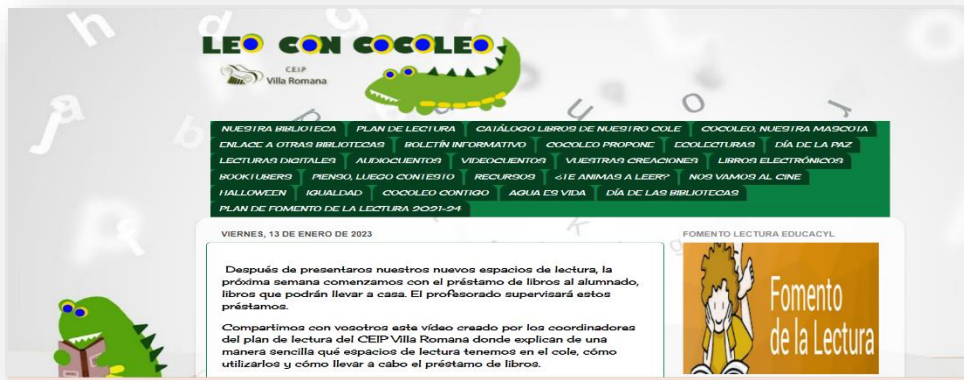 LEO CON COCOLEO
C.E.I.P
Villa Romana
NUESTRA BIBLIOTECA PLAN DE LECTURA CATÁLOGO LIBROS DE NUESTRO COLE COCOLEO, NUESTRA MASCOTA
ENLACE A OTRAS BIBLIOTECAS BOLETÍN INFORMATIVO COCOLEO PROPONE ECOLECTURAS DÍA DE LA PAZ
LECTURAS DIGITALES AUDIOCUENTOS VIDEOCUENTOS VUESTRAS CREACIONES LIBROS ELECTRÓNICOS
BOOKTUBERS PIENSO, LUEGO CONTESTO RECURSOS ¿TE ANIMAS A LEER? NOS VAMOS AL CINE
HALLOWEEN IGUALDAD COCOLEO CONTIGO AGUA ES VIDA DÍA DE LAS BIBLIOTECAS
PLAN DE FOMENTO DE LA LECTURA 2021-24
VIERNES, 13 DE ENERO DE 2023
Después de presentaros nuestros nuevos espacios de lectura, la
próxima semana comenzamos con el préstamo de libros al alumnado,
libros que podrán llevar a casa. El profesorado supervisará estos
préstamos.
Compartimos con vosotros este vídeo creado por los coordinadores
del plan de lectura del CEIP Villa Romana donde explican de una
manera sencilla qué espacios de lectura tenemos en el cole, cómo
utilizarlos y cómo llevar a cabo el préstamo de libros.
FOMENTO LECTURA EDUCACYL
Fomento
de la Lectura